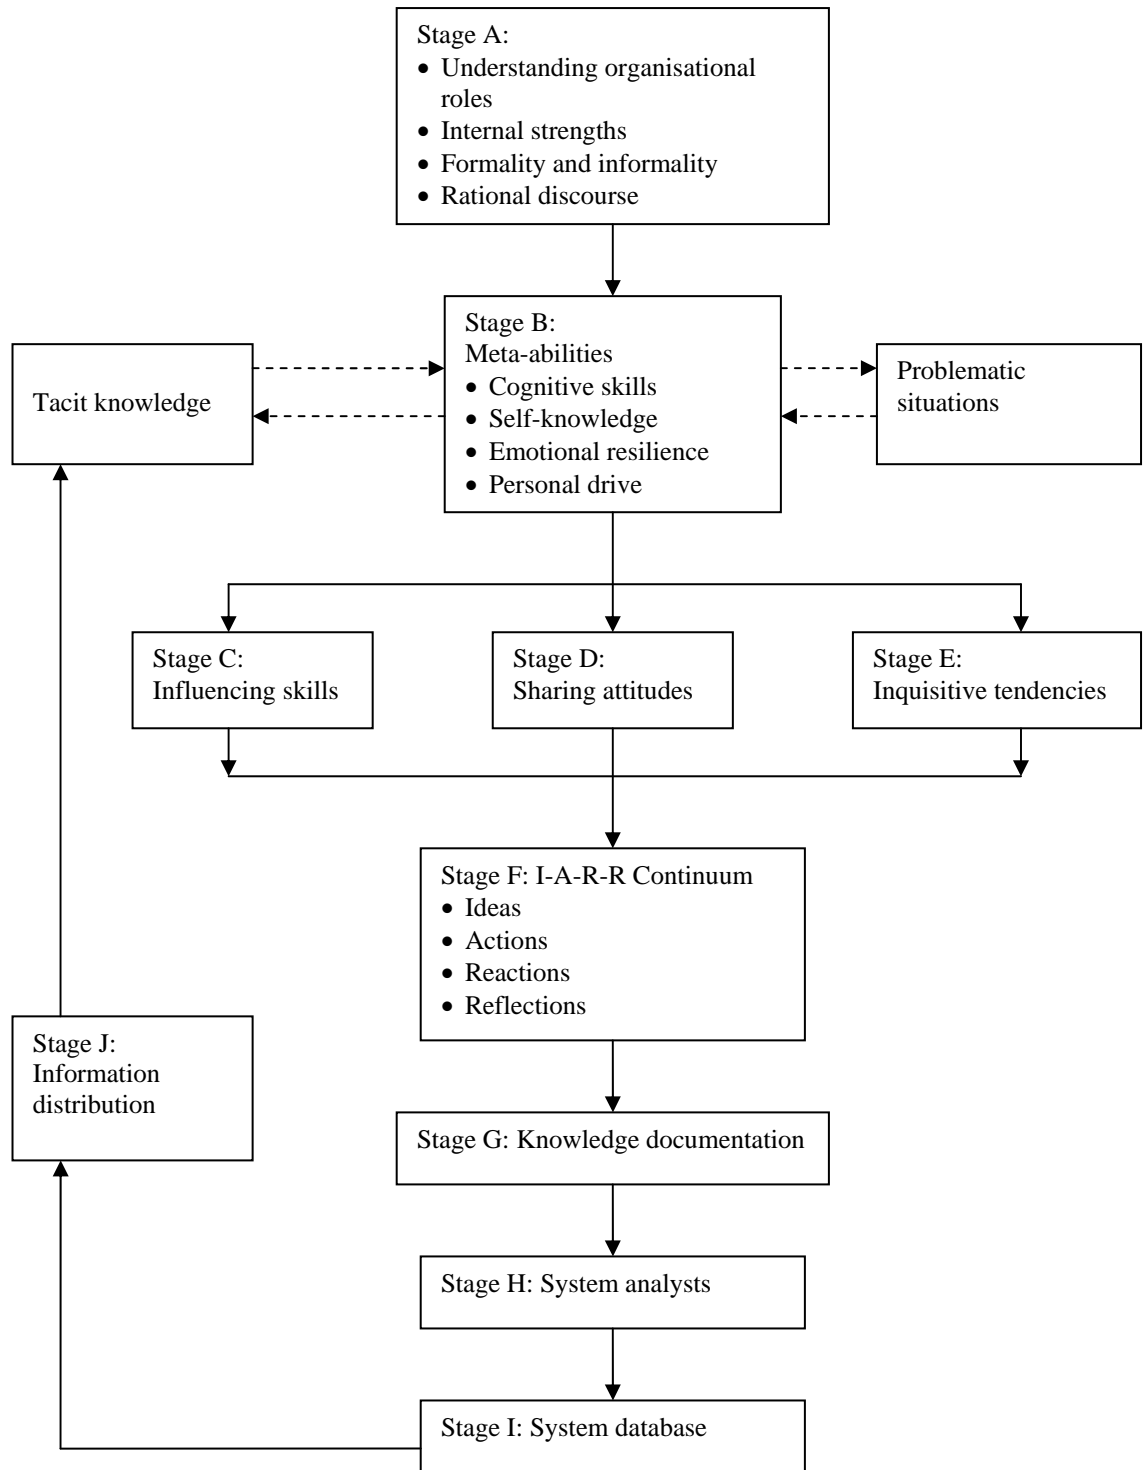 Stage A:
• Understanding organisational
roles
• Internal strengths
• Formality and informality
• Rational discourse
Stage B:
Meta-abilities
• Cognitive skills
• Self-knowledge
• Emotional resilience
• Personal drive
Tacit knowledge
Problematic
situations
Stage C:
Influencing skills
Stage D:
Sharing attitudes
Stage E:
Inquisitive tendencies
Stage F: I-A-R-R Continuum
• Ideas
• Actions
• Reactions
• Reflections
Stage J:
Information
distribution
Stage G: Knowledge documentation
Stage H: System analysts
Stage I: System database